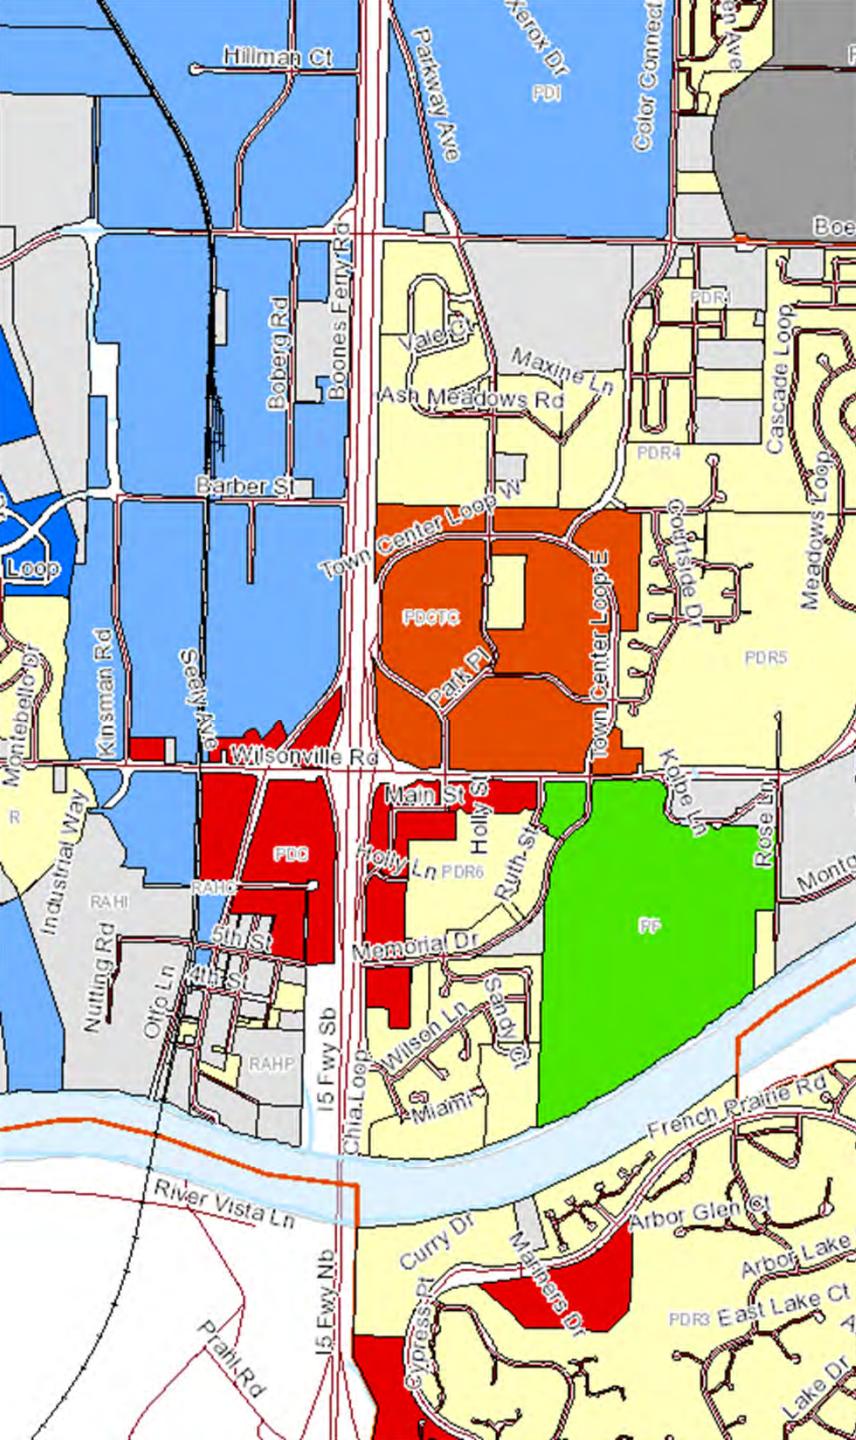 Xerox Dr
en Ave
Color Connect
Hillman Ct
Parkway Ave
PDI
Boe
Boones Ferry Rd
Boberg Rd
PDR1
Vale Ct
Maxine Ln
Cascade Loop
Ash Meadows Rd
PDR4
Meadows Loop
Barber St
Town Center Loop W
Courtside Dr
Loop
Town Center Loop E
PDCTC
PDR5
Park Pl
Kinsman Rd
Seely Ave
Montebello Dr
Wilsonville Rd
Kolbe Ln
Main St
Holly St
Rose Ln
R
Industrial Way
PDC
Holly Ln
PDR6
Ruth St
RAHC
RAHI
Monto
PF
5th St
Memorial Dr
Nutting Rd
4th St
Otto Ln
Sandy Ct
Wilson Ln
I5 Fwy Sb
RAHP
Chia Loop
Miami
French Prairie Rd
River Vista Ln
Arbor Glen Ct
Curry Dr
Mariners Dr
Arbor Lake
I5 Fwy Nb
Cypress Pt
PDR3
East Lake Ct
A
Prahl Rd
Lake Dr